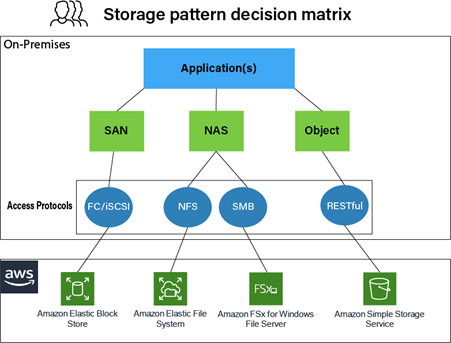 Storage pattern decision matrix
On-Premises
Application(s)
SAN
NAS
Object
Access Protocols
FC/iSCSI
NFS
SMB
RESTful
aws
FSx
Amazon Elastic Block
Store
Amazon Elastic File
System
Amazon FSx for Windows
File Server
Amazon Simple Storage
Service